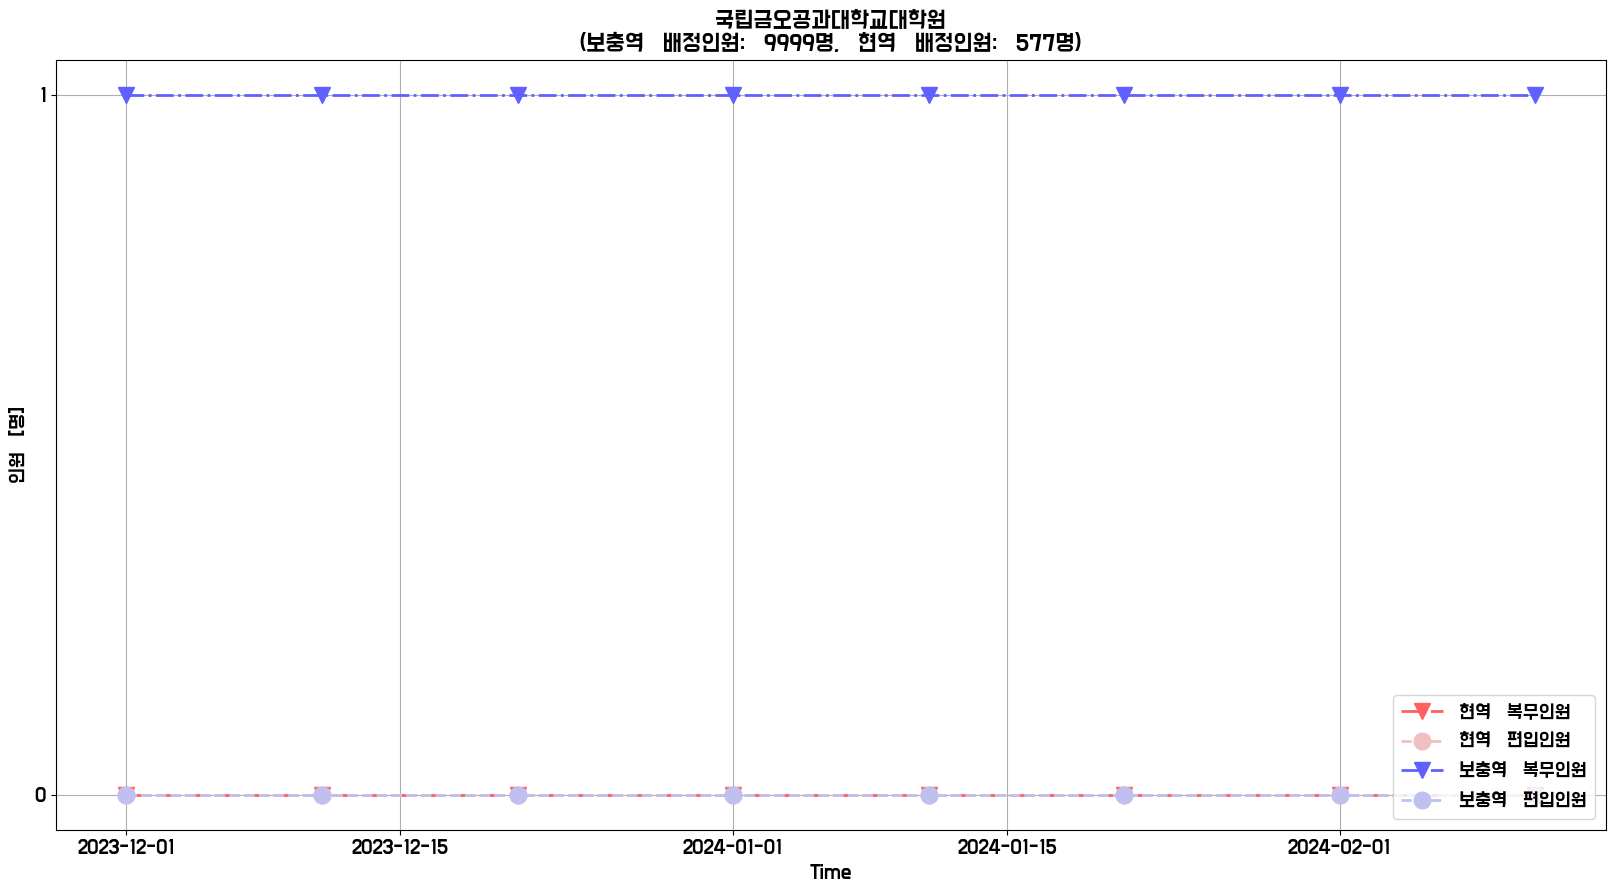 국립금오공과대학교대학원
(보충역 배정인원: 9999명, 현역 배정인원: 577명)
1
0
인원 [명]
현역 복무인원
현역 편입인원
보충역 복무인원
보충역 편입인원
2023-12-01
2023-12-15
2024-01-01
2024-01-15
2024-02-01
Time